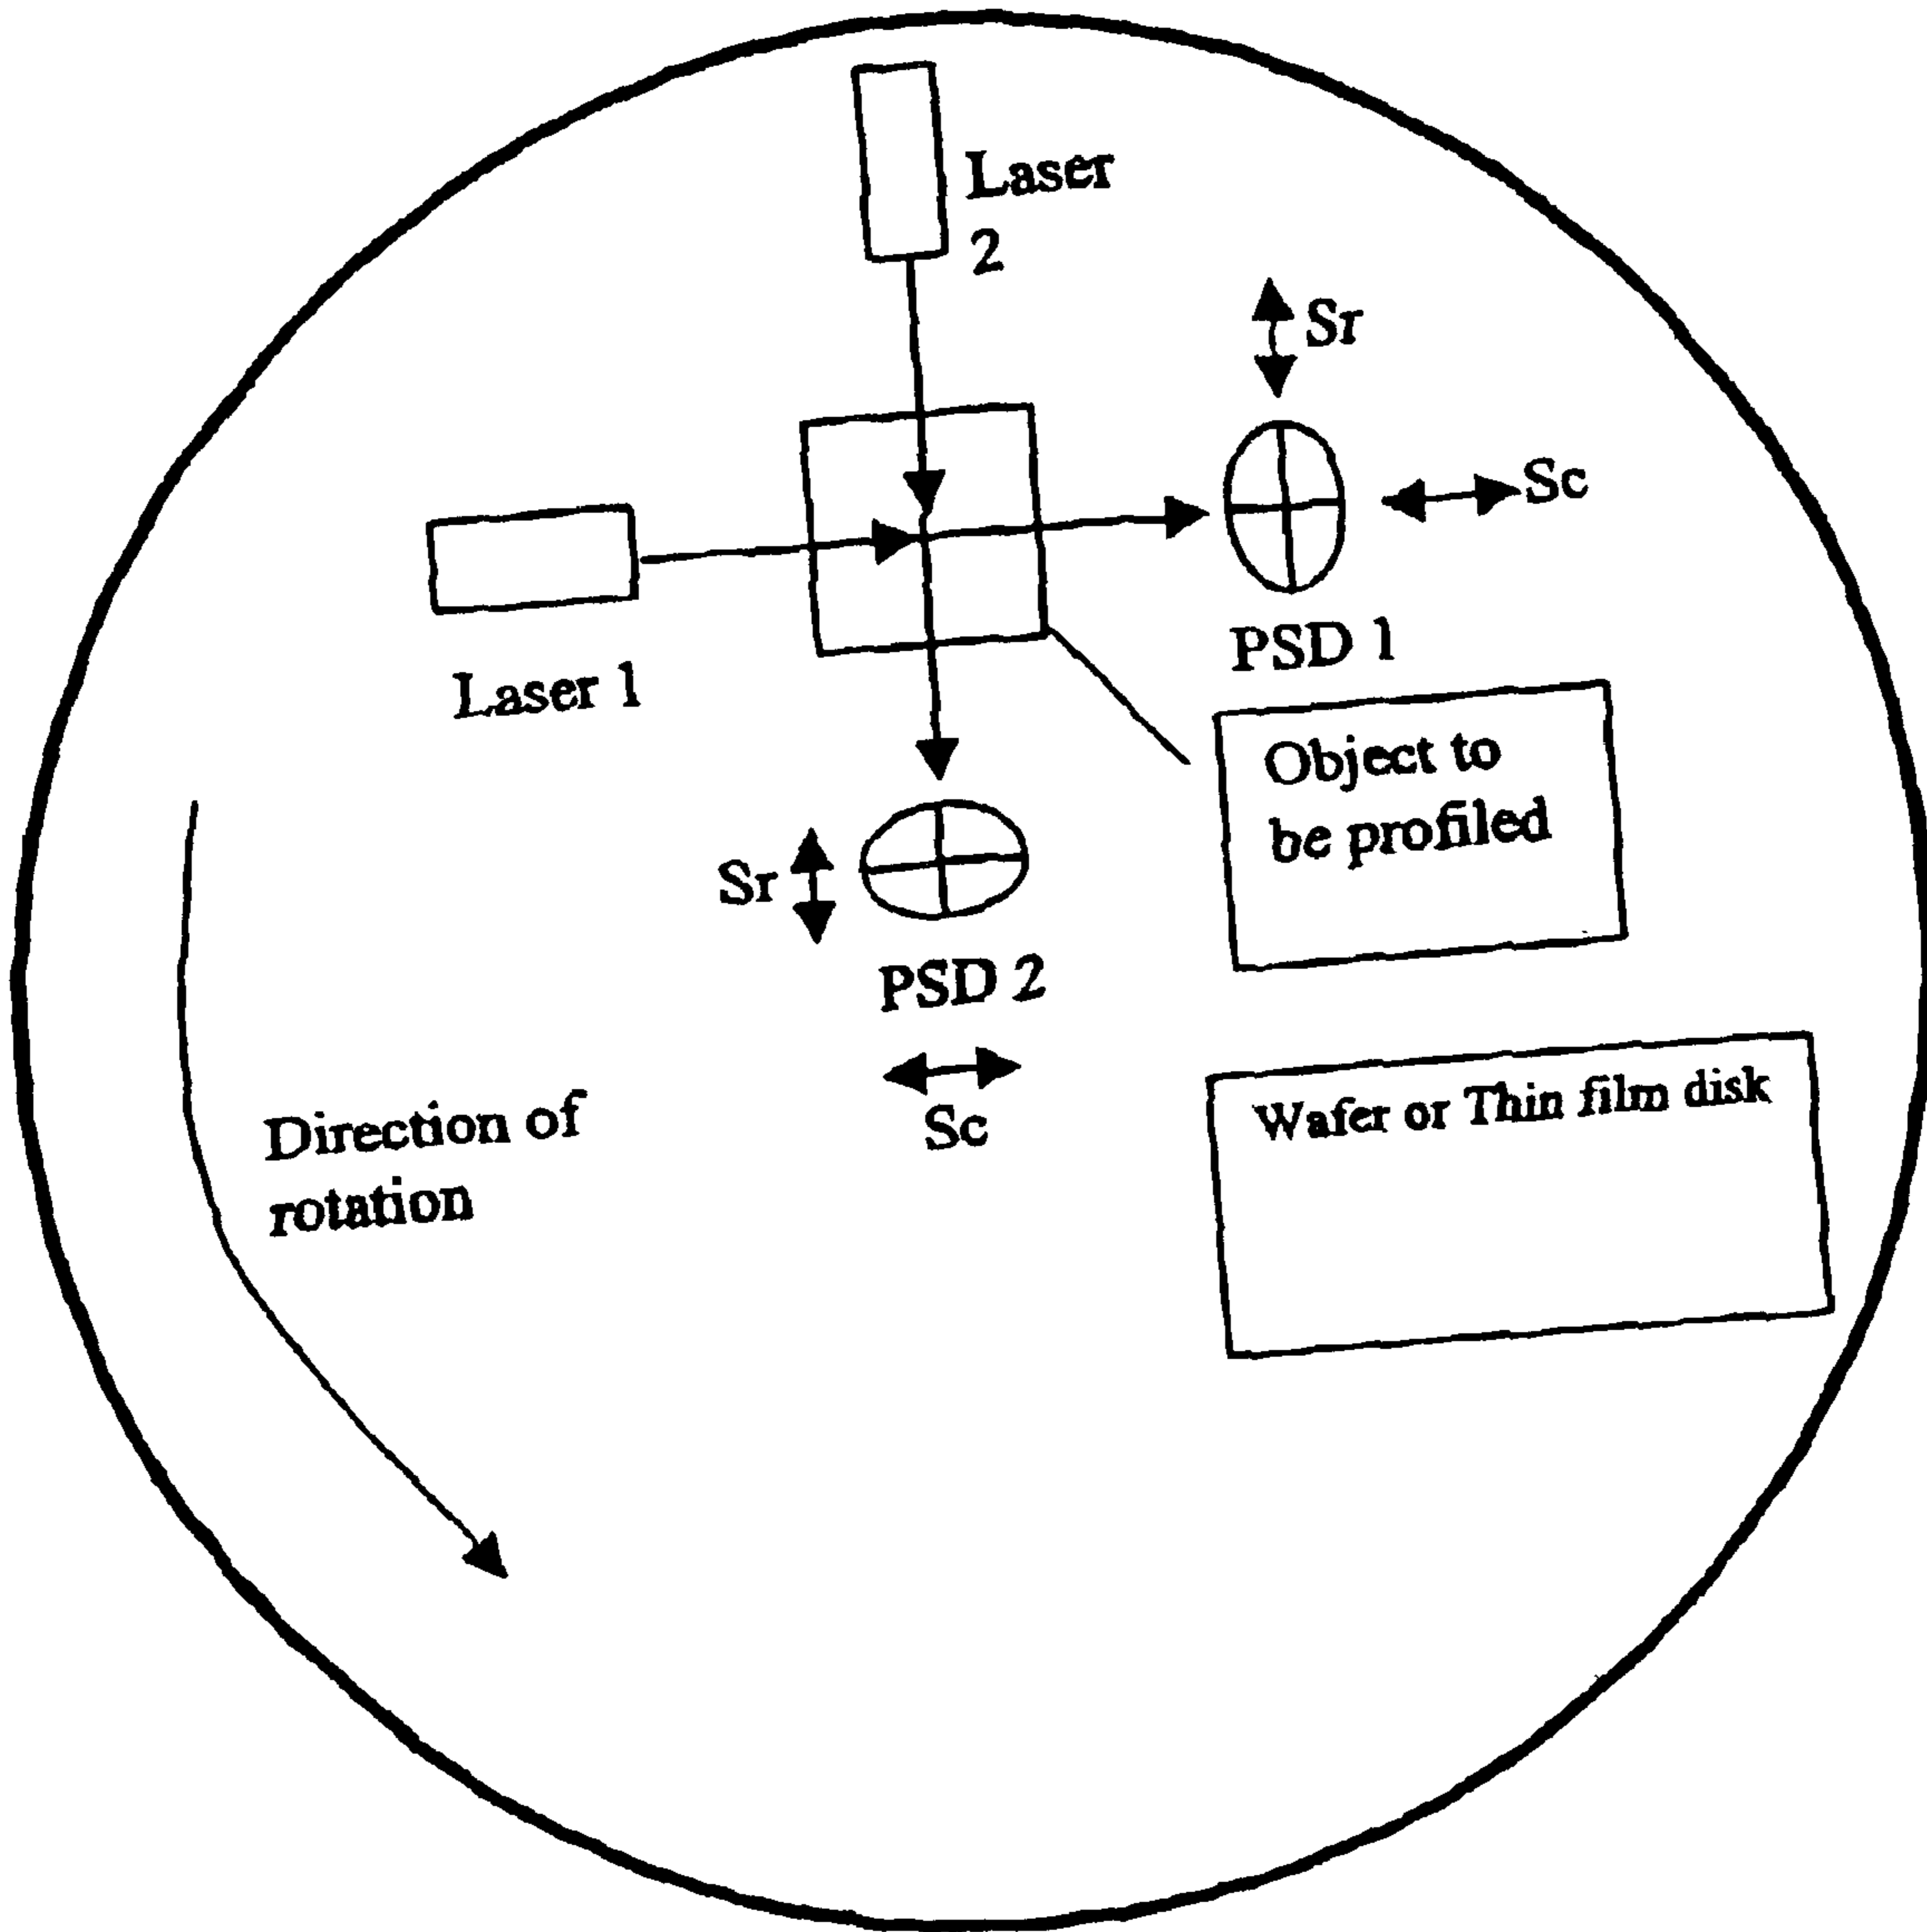 Laser
2
Sr
Sc
Laser 1
PSD 1
Object to
be profiled
Sr
PSD 2
Sc
Direction of
rotation
Wafer or Thin film disk